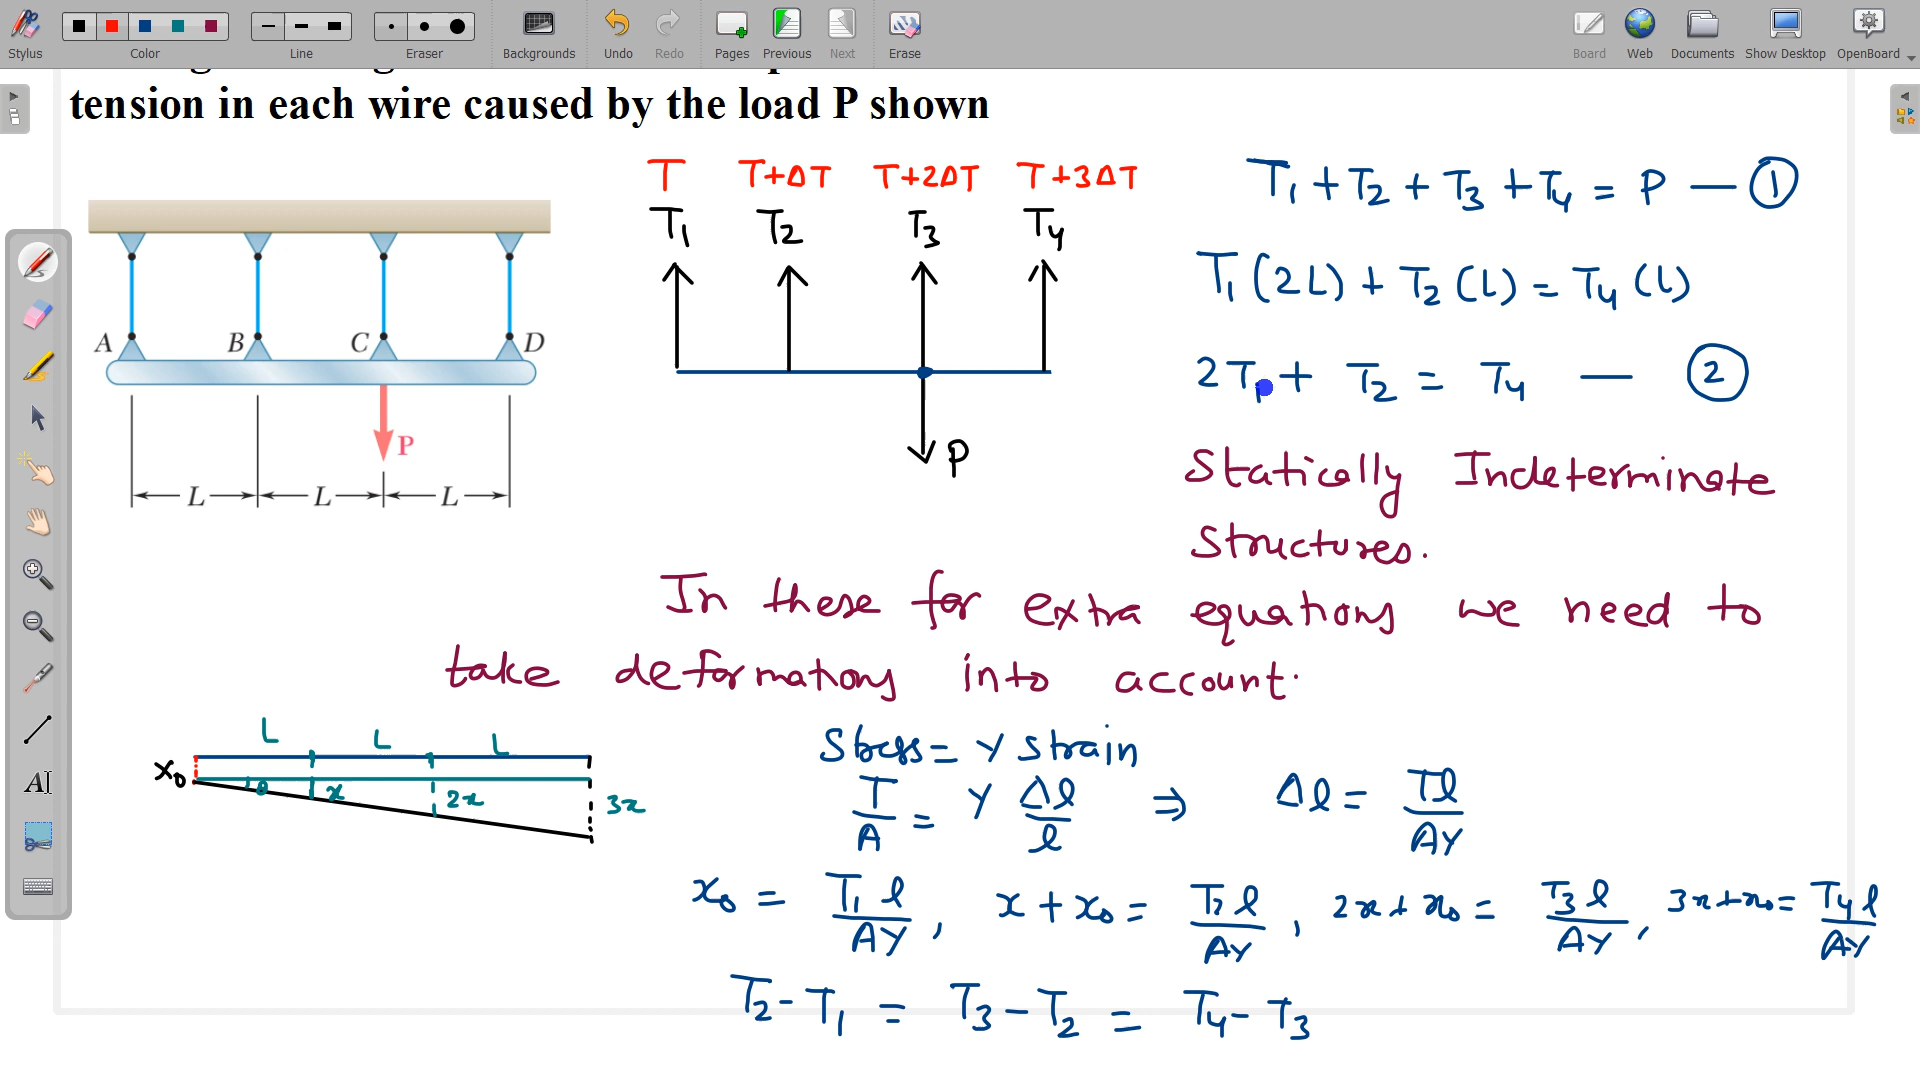 Stylus Color Line Eraser Backgrounds Undo Redo Pages Previous Next Erase Board Web Documents Show Desktop OpenBoard
tension in each wire caused by the load P shown
T T+ΔT T+2ΔT T+3ΔT
T₁ T₂ T₃ T₄
P
A B C D
P
L L L
T₁ + T₂ + T₃ + T₄ = P — ①
T₁ (2L) + T₂ (L) = T₄ (L)
2T₁ + T₂ = T₄ — ②
Statically Indeterminate
Structures.
In these for extra equations we need to
take deformations into account.
L L L
x₀ θ x 2x 3x
Stress = Y strain
T/A = Y Δl/l ⇒ Δl = Tl/AY
x₀ = T₁l/AY, x + x₀ = T₂l/AY, 2x + x₀ = T₃l/AY, 3x + x₀ = T₄l/AY
T₂ - T₁ = T₃ - T₂ = T₄ - T₃